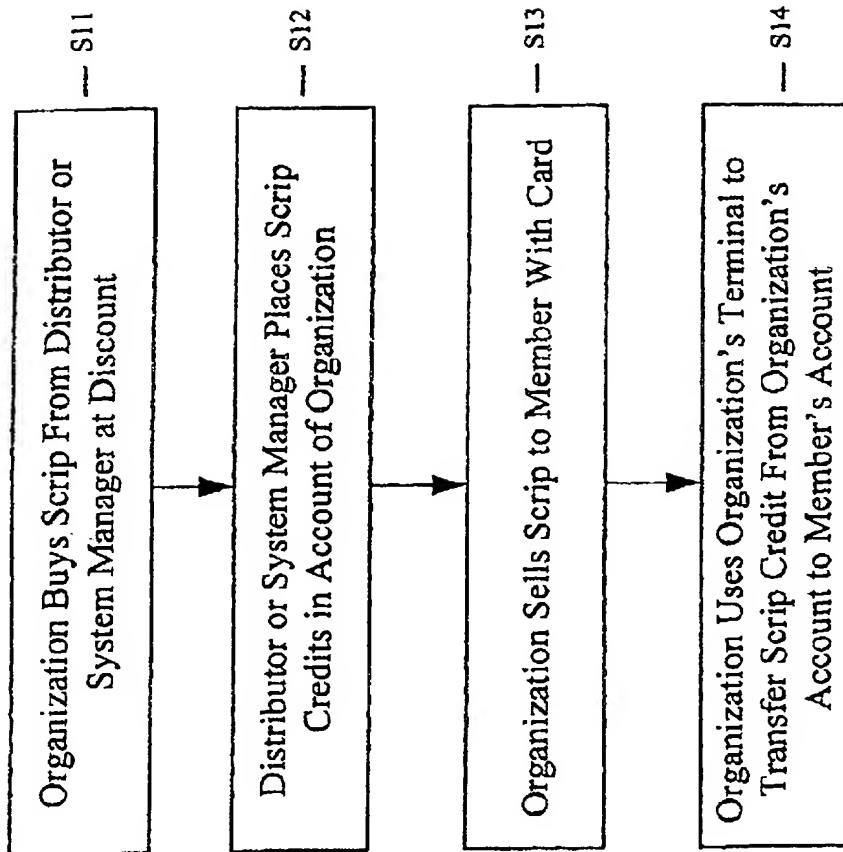 Organization Buys Scrip From Distributor or
System Manager at Discount
S11
Distributor or System Manager Places Scrip
Credits in Account of Organization
S12
Organization Sells Scrip to Member With Card
S13
Organization Uses Organization's Terminal to
Transfer Scrip Credit From Organization's
Account to Member's Account
S14